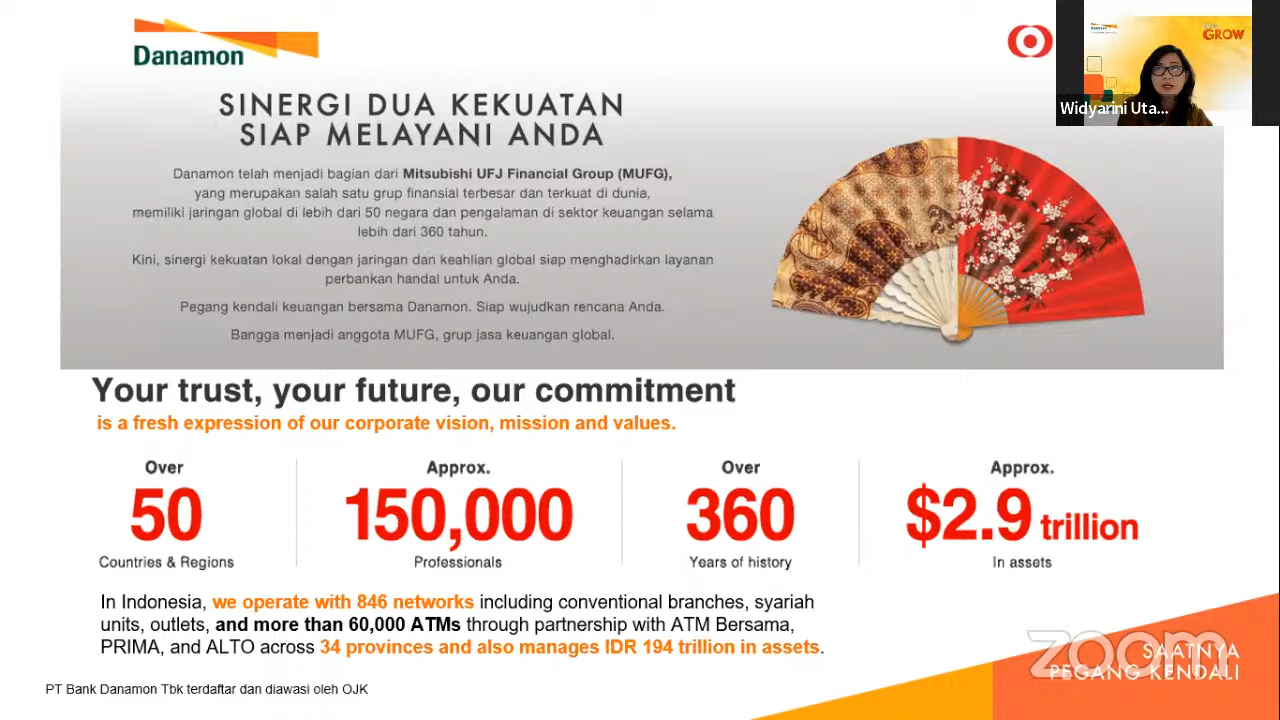 Danamon
SINERGI DUA KEKUATAN
SIAP MELAYANI ANDA
Danamon telah menjadi bagian dari Mitsubishi UFJ Financial Group (MUFG),
yang merupakan salah satu grup finansial terbesar dan terkuat di dunia,
memiliki jaringan global di lebih dari 50 negara dan pengalaman di sektor keuangan selama
lebih dari 360 tahun.
Kini, sinergi kekuatan lokal dengan jaringan dan keahlian global siap menghadirkan layanan
perbankan handal untuk Anda.
Pegang kendali keuangan bersama Danamon. Siap wujudkan rencana Anda.
Bangga menjadi anggota MUFG, grup jasa keuangan global.
GROW
Widyarini Uta...
Your trust, your future, our commitment
is a fresh expression of our corporate vision, mission and values.
Over
50
Countries & Regions
Approx.
150,000
Professionals
Over
360
Years of history
Approx.
$2.9 trillion
In assets
In Indonesia, we operate with 846 networks including conventional branches, syariah
units, outlets, and more than 60,000 ATMs through partnership with ATM Bersama,
PRIMA, and ALTO across 34 provinces and also manages IDR 194 trillion in assets.
zoom
SAATNYA
PEGANG KENDALI
PT Bank Danamon Tbk terdaftar dan diawasi oleh OJK